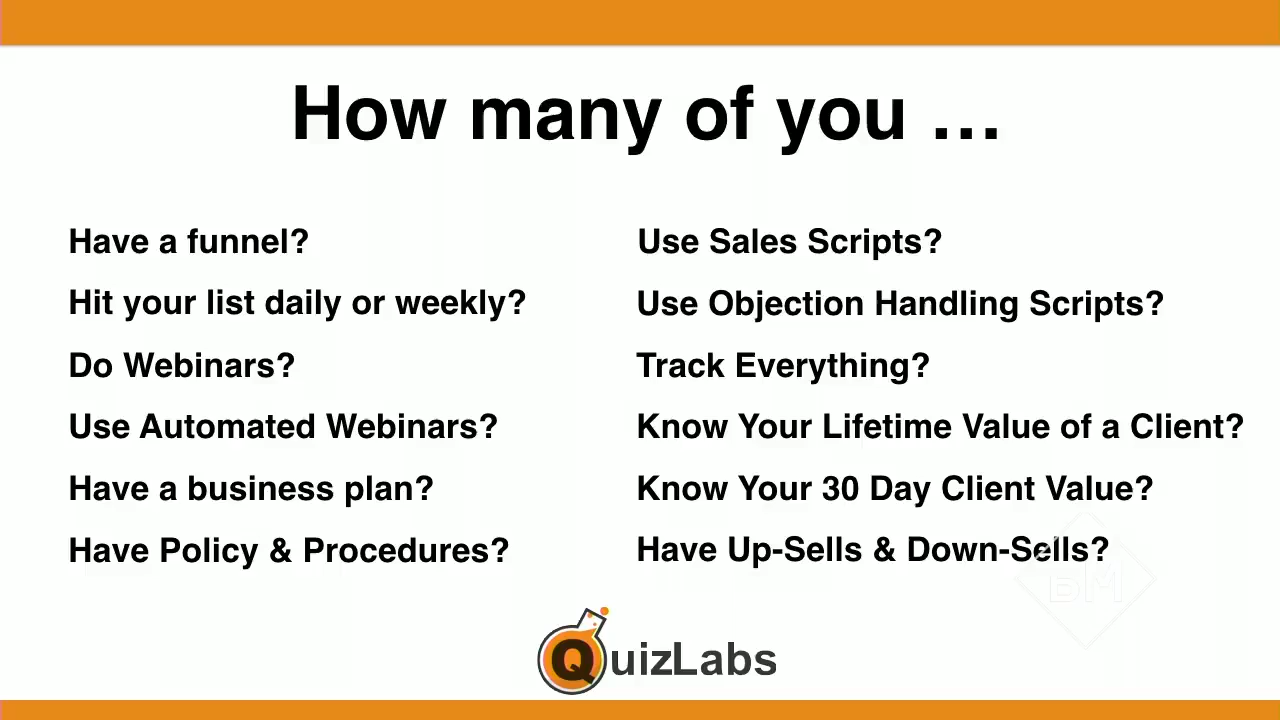 How many of you …
Have a funnel?
Hit your list daily or weekly?
Do Webinars?
Use Automated Webinars?
Have a business plan?
Have Policy & Procedures?
Use Sales Scripts?
Use Objection Handling Scripts?
Track Everything?
Know Your Lifetime Value of a Client?
Know Your 30 Day Client Value?
Have Up-Sells & Down-Sells?
BM
QuizLabs